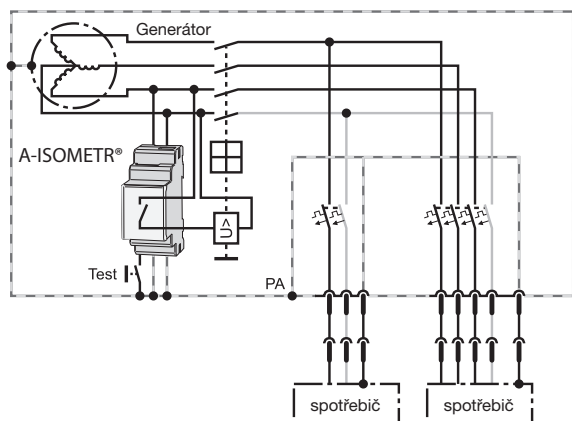 Generátor
A-ISOMETR®
U>
Test
PA
spotřebič
spotřebič